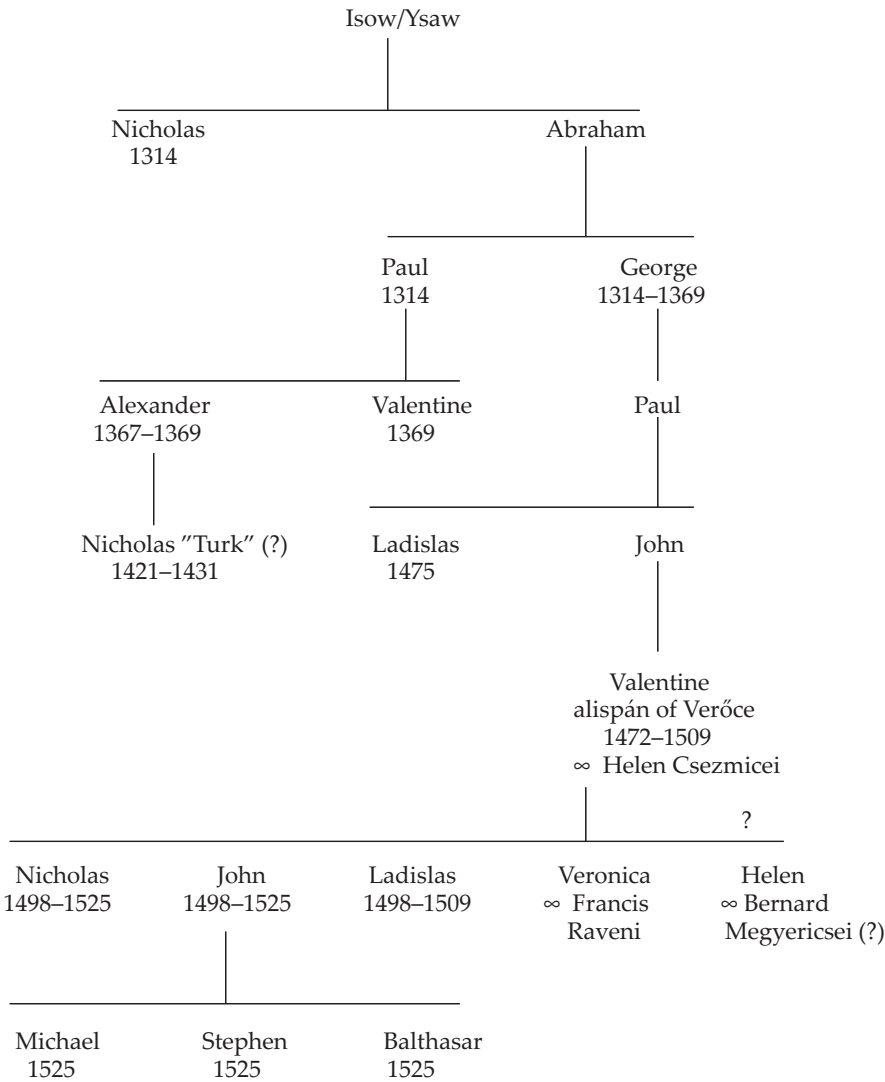 Isow/Ysaw
Nicholas
1314
Abraham
Paul
1314
George
1314–1369
Alexander
1367–1369
Valentine
1369
Paul
Nicholas ”Turk” (?)
1421–1431
Ladislas
1475
John
Valentine
alispán of Verőce
1472–1509
∞ Helen Csezmicei
?
Nicholas
1498–1525
John
1498–1525
Ladislas
1498–1509
Veronica
∞ Francis
Raveni
Helen
∞ Bernard
Megyericsei (?)
Michael
1525
Stephen
1525
Balthasar
1525